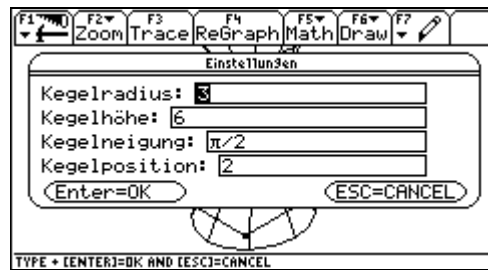 F1 F2 Zoom F3 Trace F4 ReGraph F5 Math F6 Draw F7
Einstellungen
Kegelradius: 3
Kegelhöhe: 6
Kegelneigung: π/2
Kegelposition: 2
Enter=OK ESC=CANCEL
TYPE + [ENTER]=OK AND [ESC]=CANCEL